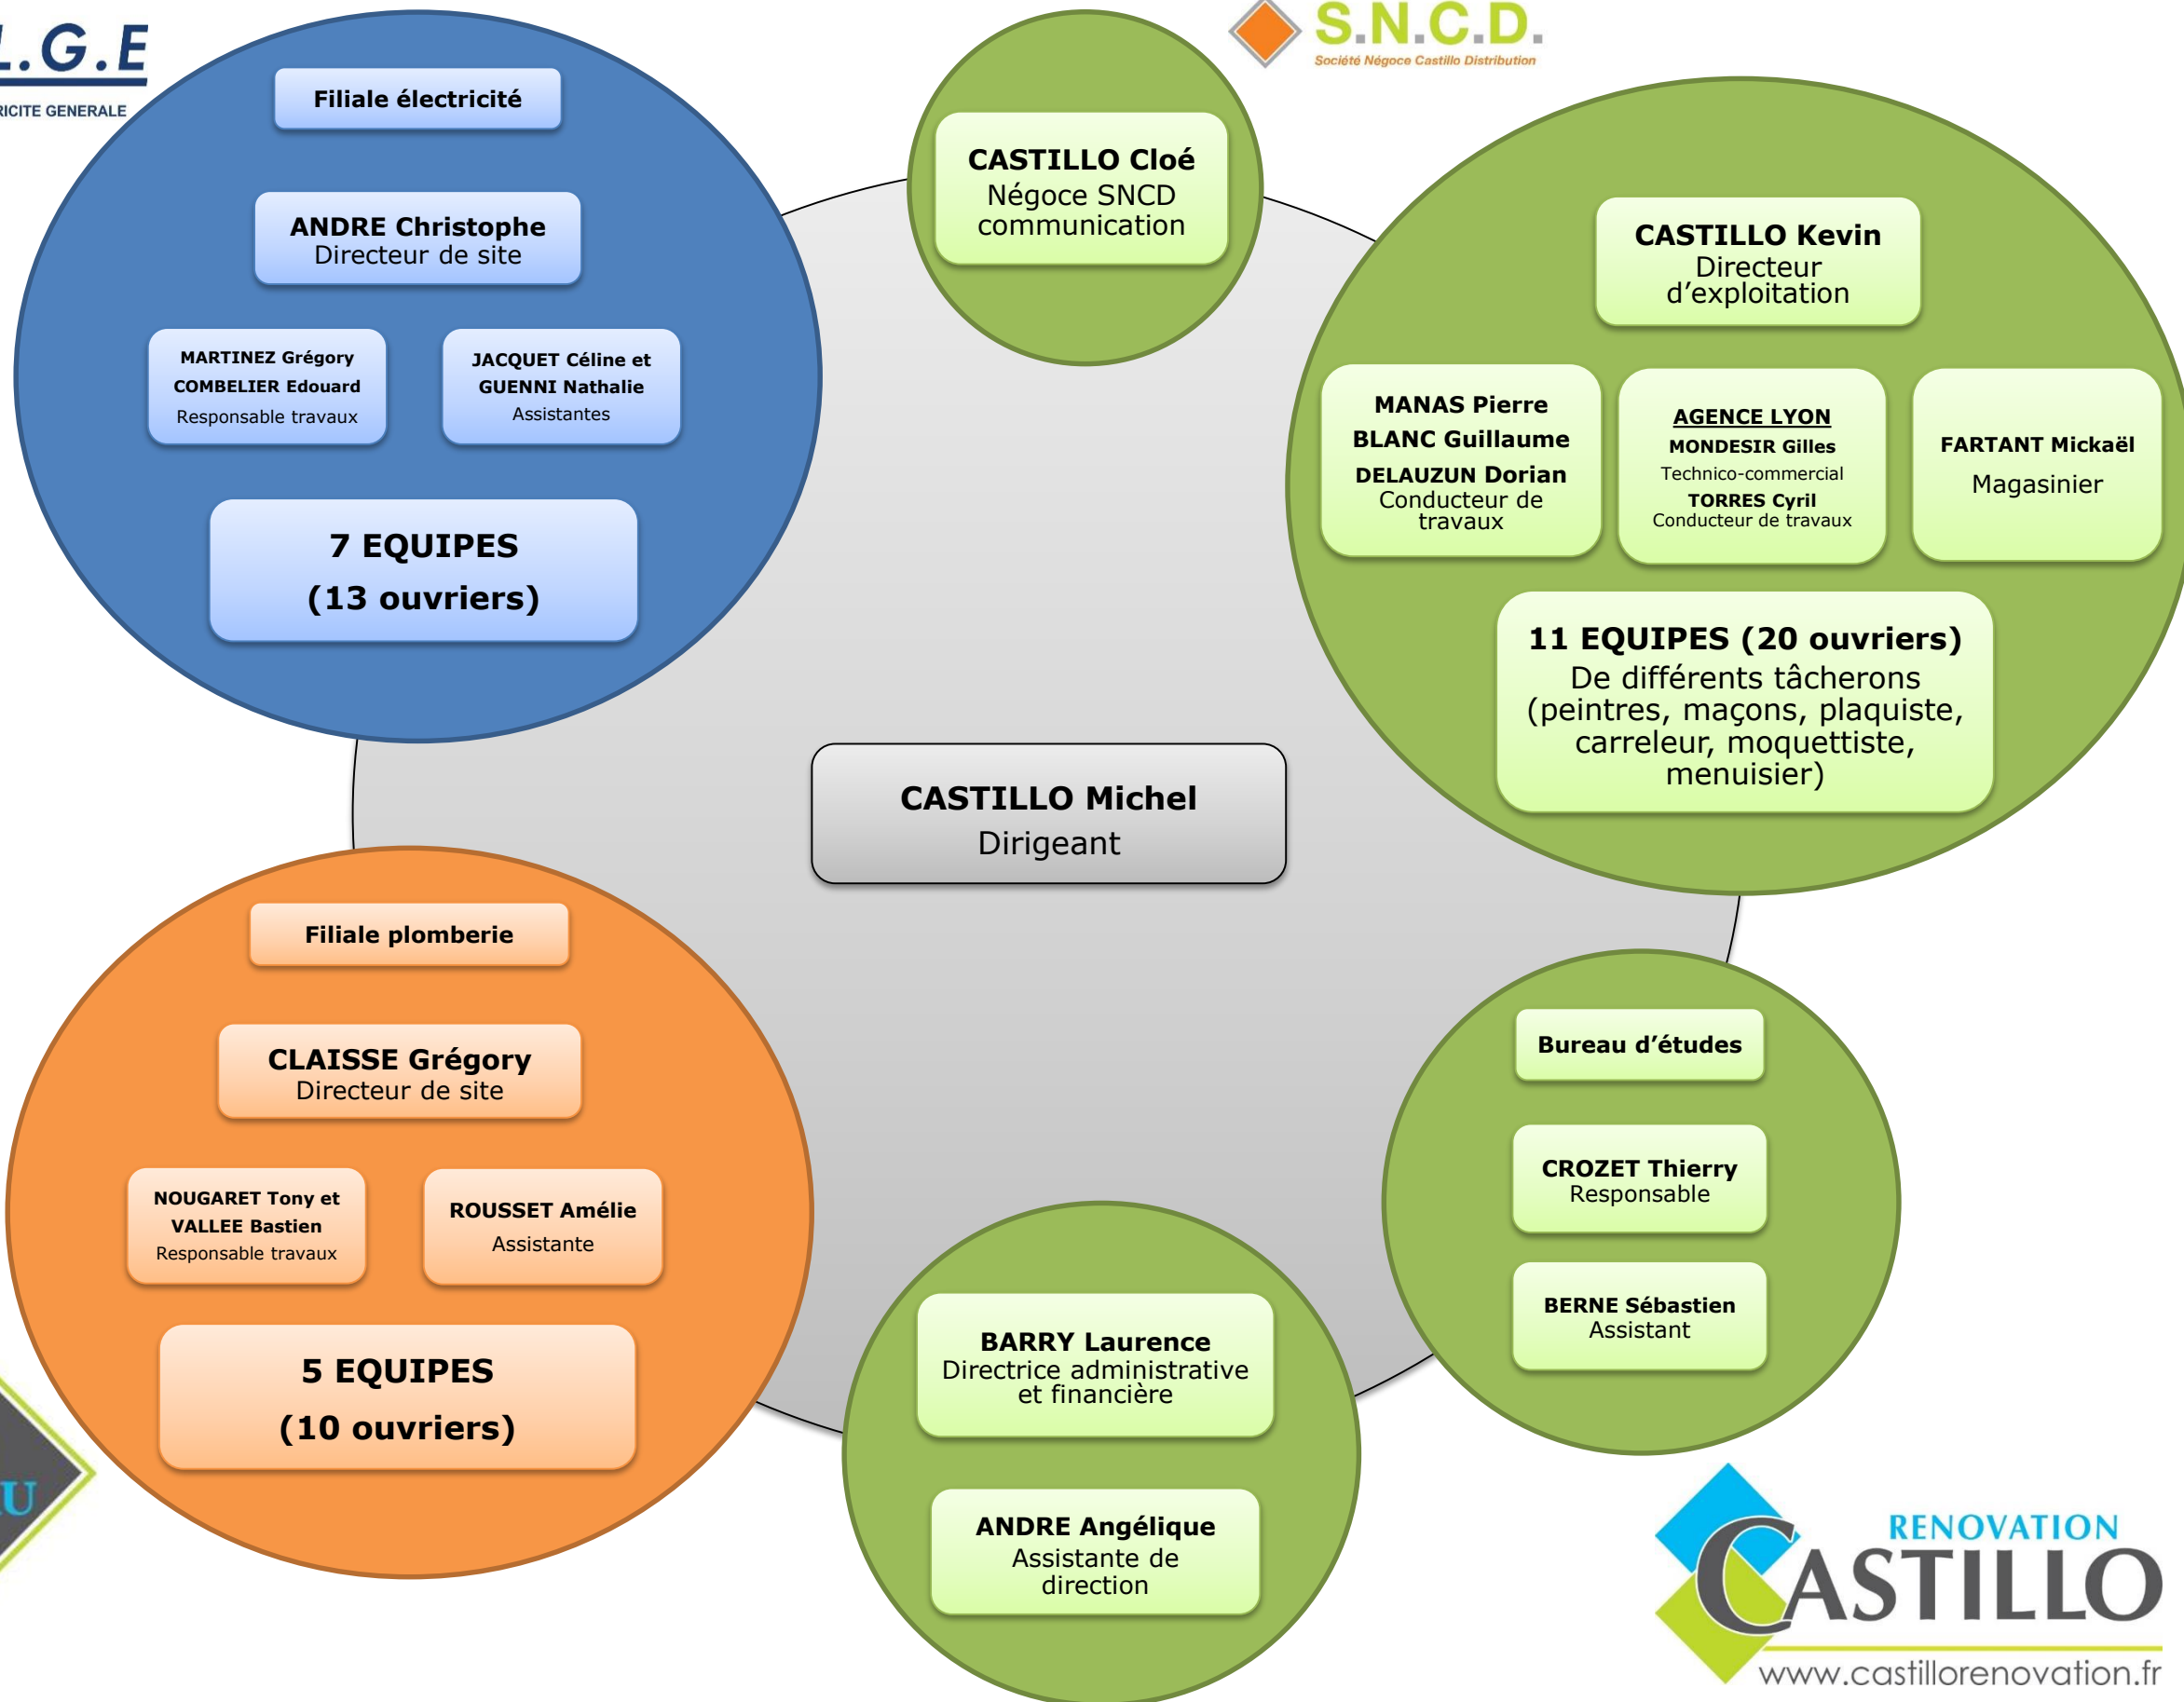 .G.E
GENERALE
Filiale électricité
ANDRE Christophe
Directeur de site
MARTINEZ Grégory
COMBELIER Edouard
Responsable travaux
JACQUET Céline et
GUENNI Nathalie
Assistantes
7 EQUIPES
(13 ouvriers)
S.N.C.D.
Société Négoce Castillo Distribution
CASTILLO Cloé
Négoce SNCD
communication
CASTILLO Kevin
Directeur
d’exploitation
MANAS Pierre
BLANC Guillaume
DELAUZUN Dorian
Conducteur de
travaux
AGENCE LYON
MONDESIR Gilles
Technico-commercial
TORRES Cyril
Conducteur de travaux
FARTANT Mickaël
Magasinier
11 EQUIPES (20 ouvriers)
De différents tâcherons
(peintres, maçons, plaquiste,
carreleur, moquettiste,
menuisier)
CASTILLO Michel
Dirigeant
Filiale plomberie
CLAISSE Grégory
Directeur de site
NOUGARET Tony et
VALLEE Bastien
Responsable travaux
ROUSSET Amélie
Assistante
5 EQUIPES
(10 ouvriers)
Bureau d’études
CROZET Thierry
Responsable
BERNE Sébastien
Assistant
BARRY Laurence
Directrice administrative
et financière
ANDRE Angélique
Assistante de
direction
RENOVATION
CASTILLO
www.castillorenovation.fr